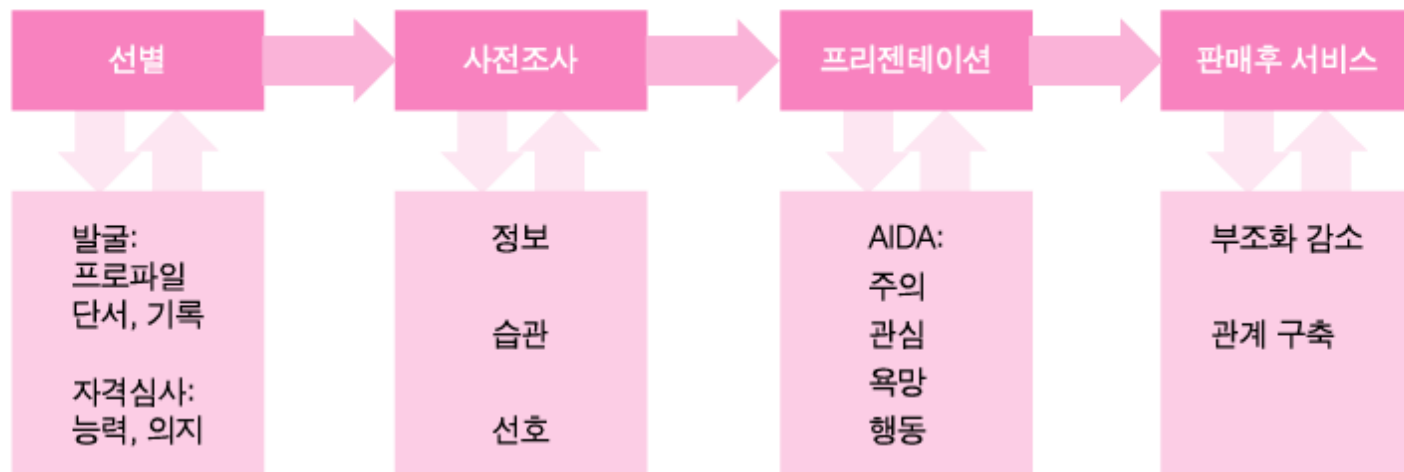 선별
사전조사
프리젠테이션
판매후 서비스
발굴:
프로파일
단서, 기록
자격심사:
능력, 의지
정보
습관
선호
AIDA:
주의
관심
욕망
행동
부조화 감소
관계 구축